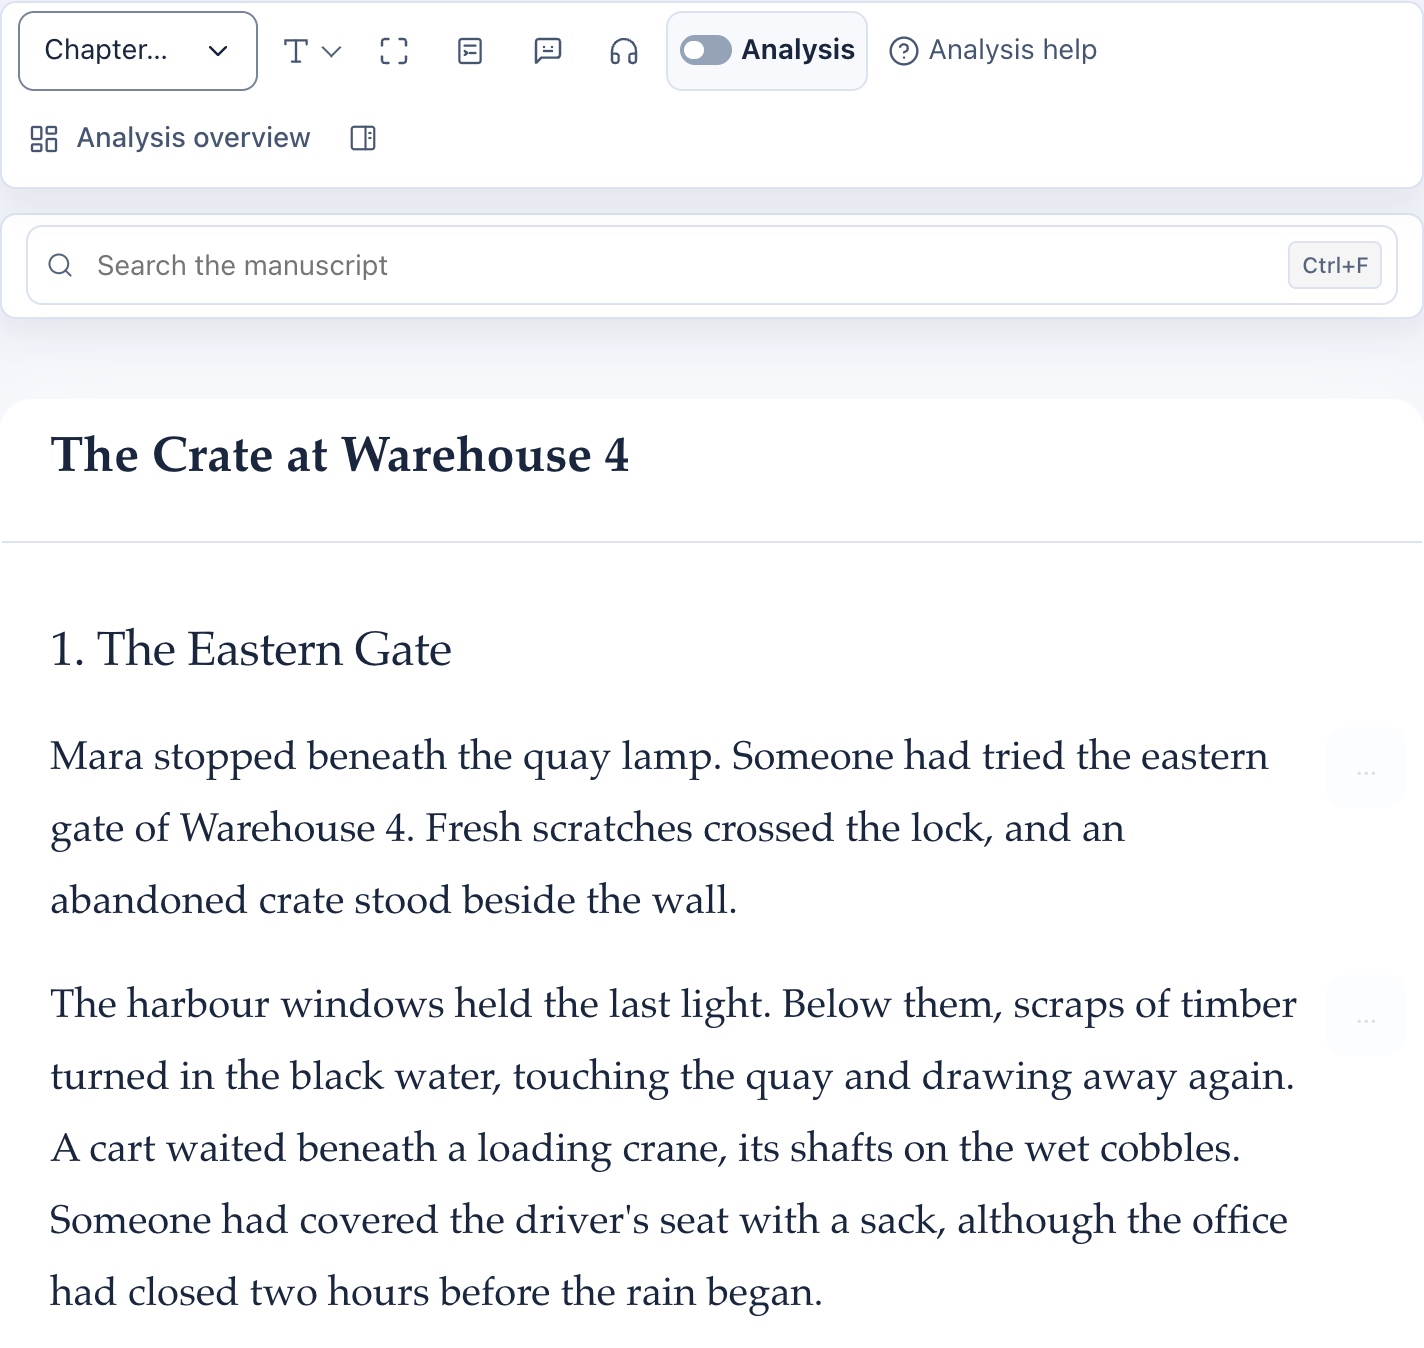 Chapter...
Analysis
Analysis help
Analysis overview
Search the manuscript
Ctrl+F
The Crate at Warehouse 4
1. The Eastern Gate
Mara stopped beneath the quay lamp. Someone had tried the eastern
...
gate of Warehouse 4. Fresh scratches crossed the lock, and an
abandoned crate stood beside the wall.
The harbour windows held the last light. Below them, scraps of timber
...
turned in the black water, touching the quay and drawing away again.
A cart waited beneath a loading crane, its shafts on the wet cobbles.
Someone had covered the driver's seat with a sack, although the office
had closed two hours before the rain began.